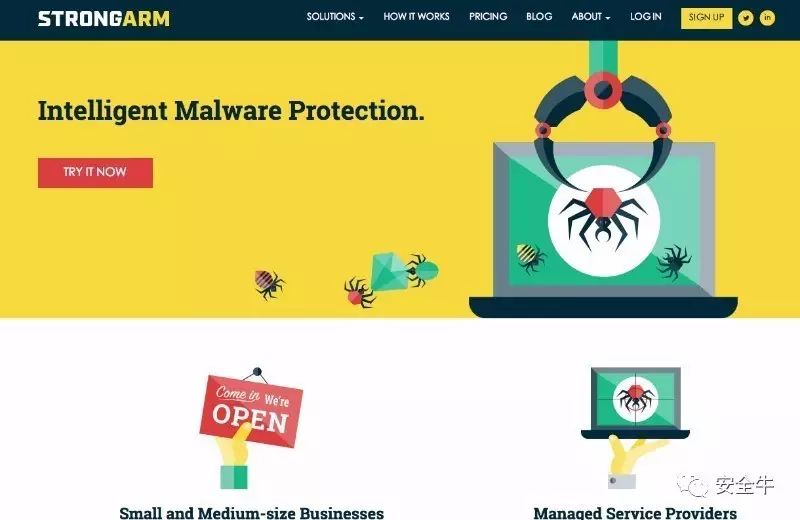 STRONGARM
SOLUTIONS HOW IT WORKS PRICING BLOG ABOUT LOG IN SIGN UP
Intelligent Malware Protection.
TRY IT NOW
Come in We're
OPEN
安全牛
Small and Medium-size Businesses
Managed Service Providers